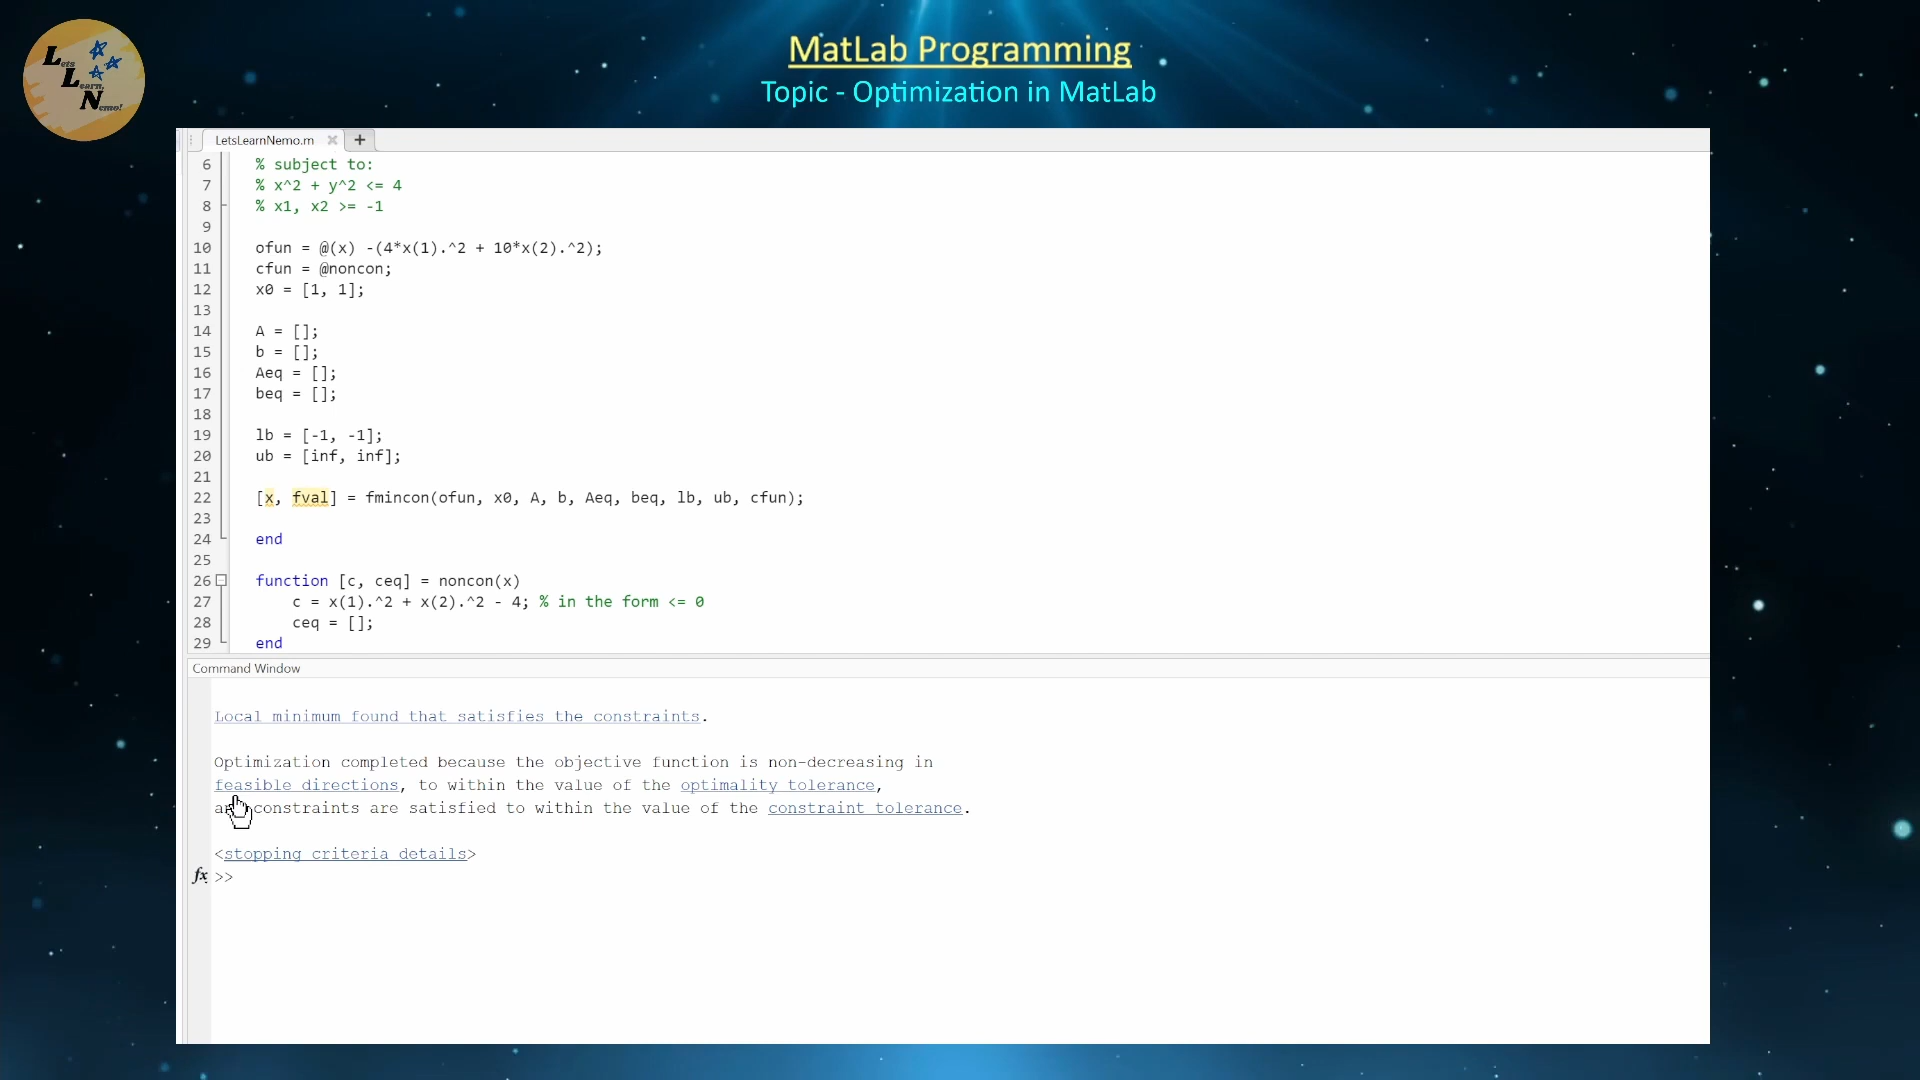 Lets
Learn,
Nemo!
MatLab Programming
Topic - Optimization in MatLab
LetsLearnNemo.m
6 % subject to:
7 % x^2 + y^2 <= 4
8 % x1, x2 >= -1
9
10 ofun = @(x) -(4*x(1).^2 + 10*x(2).^2);
11 cfun = @noncon;
12 x0 = [1, 1];
13
14 A = [];
15 b = [];
16 Aeq = [];
17 beq = [];
18
19 lb = [-1, -1];
20 ub = [inf, inf];
21
22 [x, fval] = fmincon(ofun, x0, A, b, Aeq, beq, lb, ub, cfun);
23
24 end
25
26 function [c, ceq] = noncon(x)
27 c = x(1).^2 + x(2).^2 - 4; % in the form <= 0
28 ceq = [];
29 end
Command Window
Local minimum found that satisfies the constraints.
Optimization completed because the objective function is non-decreasing in
feasible directions, to within the value of the optimality tolerance,
constraints are satisfied to within the value of the constraint tolerance.
<stopping criteria details>
fx >>